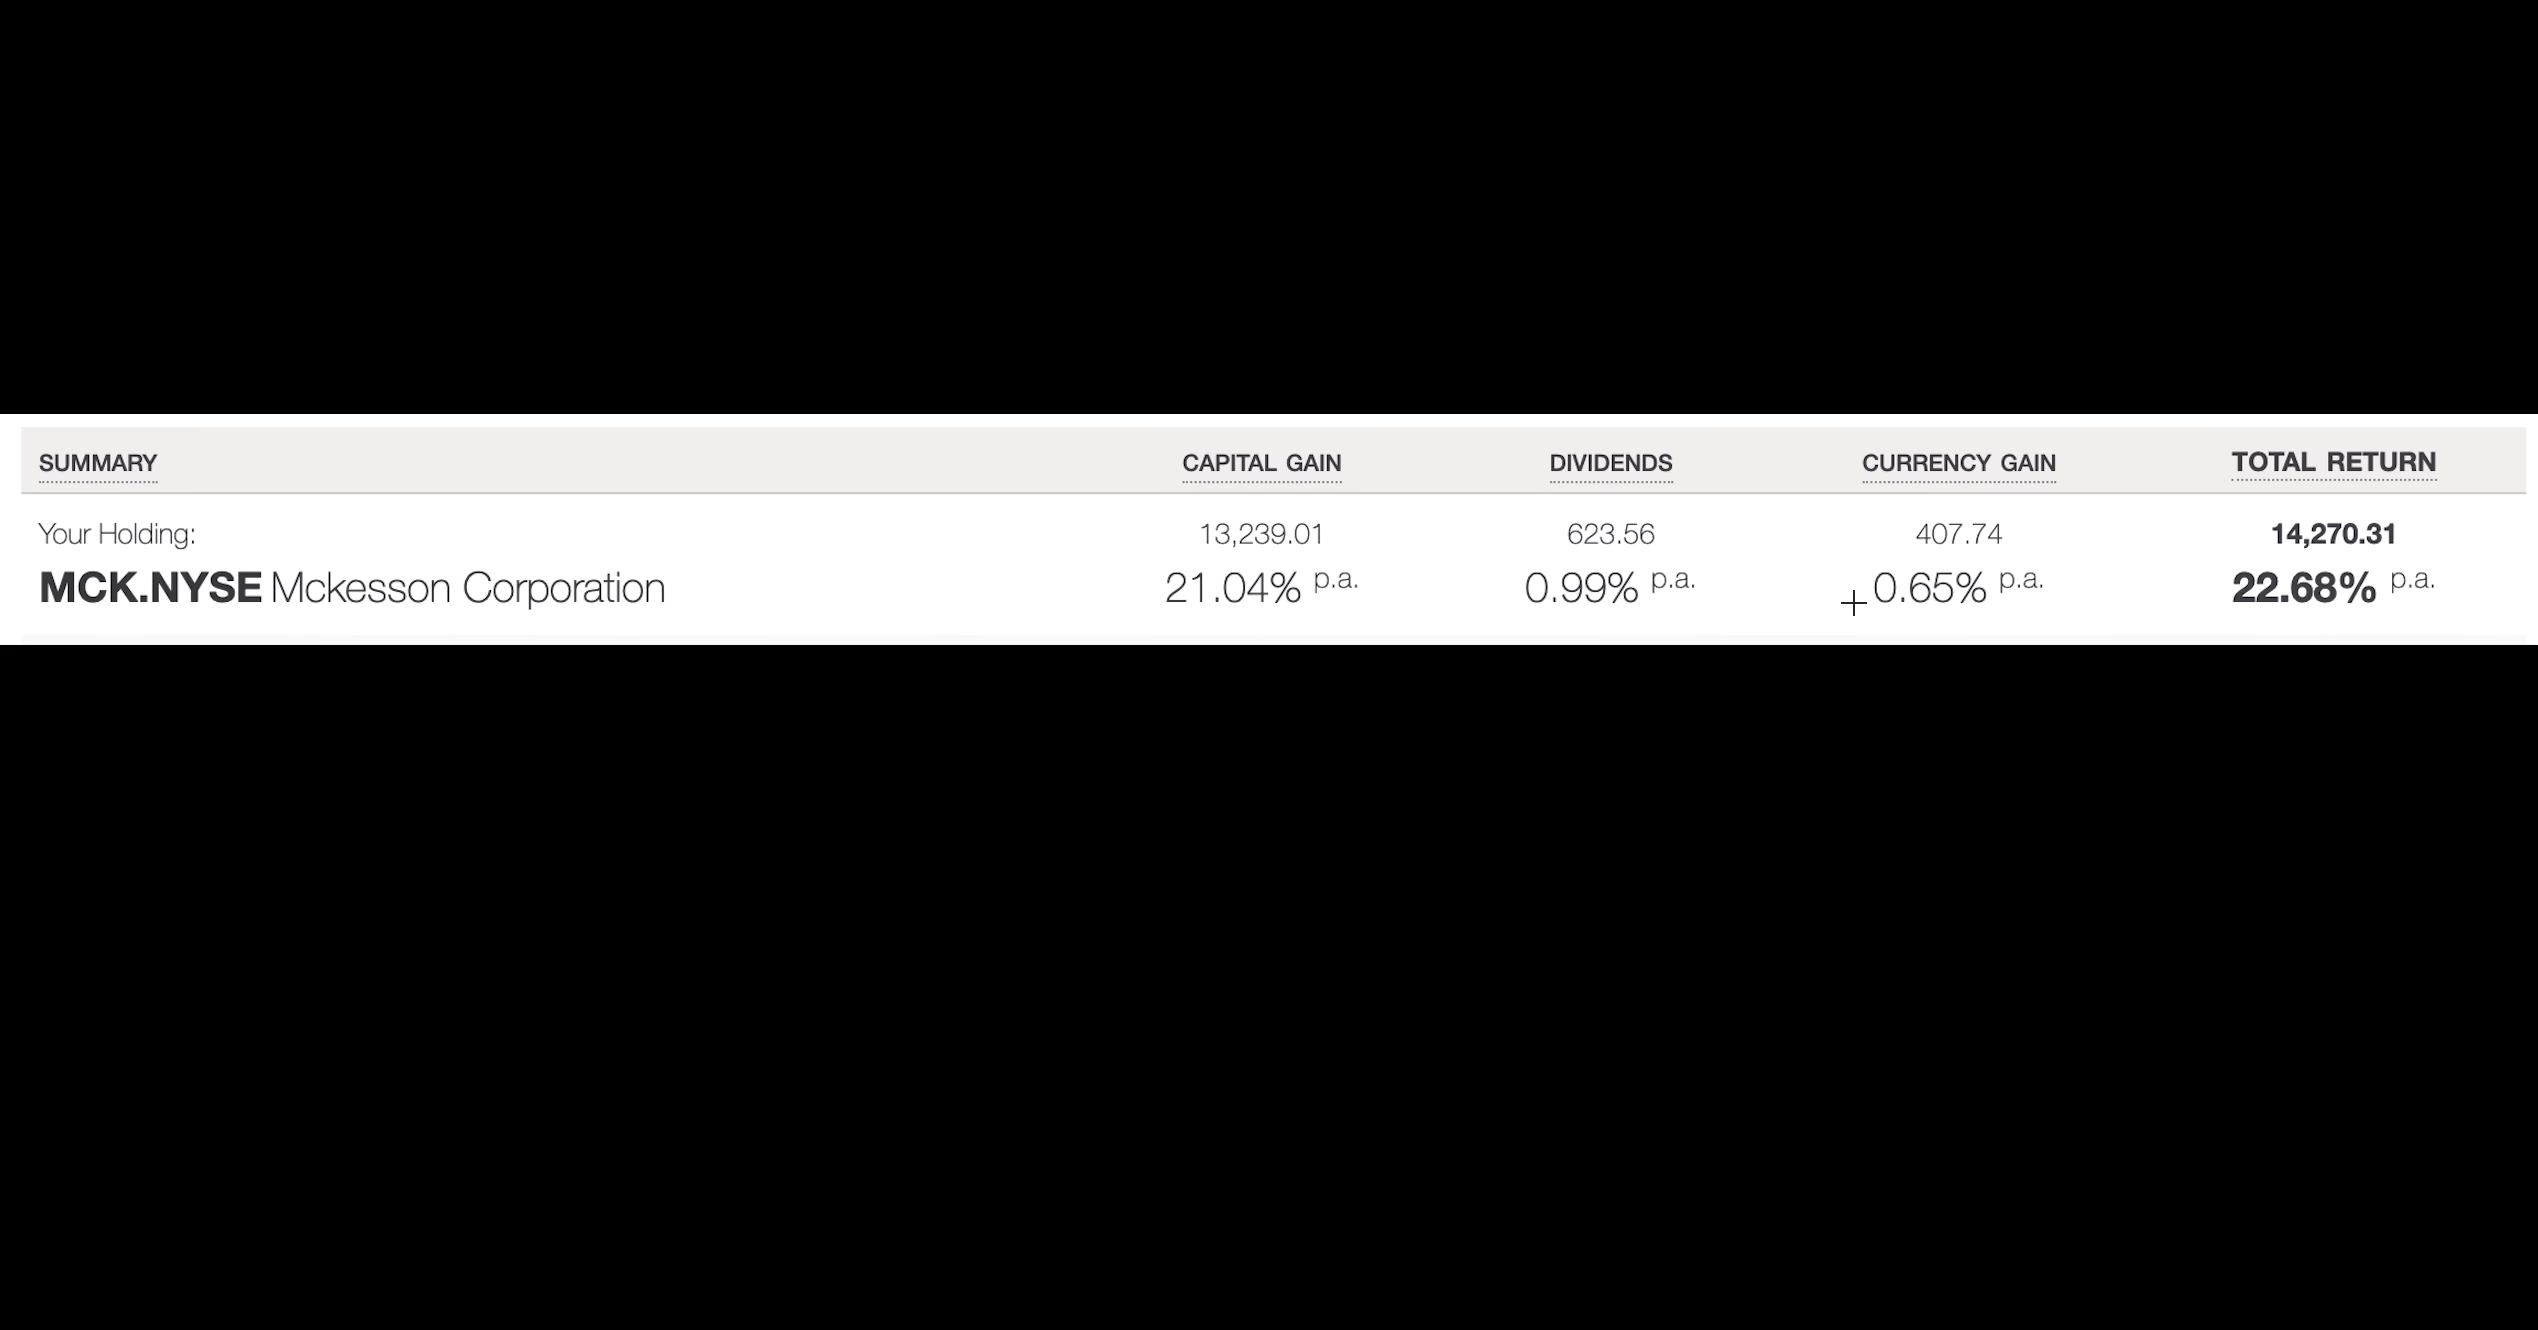 SUMMARY CAPITAL GAIN DIVIDENDS CURRENCY GAIN TOTAL RETURN
Your Holding: 13,239.01 623.56 407.74 14,270.31
MCK.NYSE Mckesson Corporation 21.04% p.a. 0.99% p.a. 0.65% p.a. 22.68% p.a.